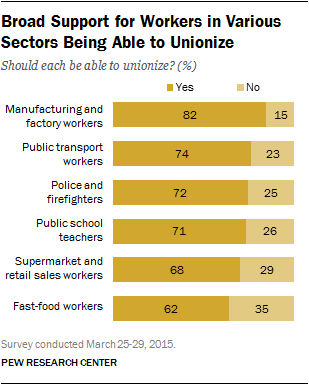 Broad Support for Workers in Various
Sectors Being Able to Unionize
Should each be able to unionize? (%)
Yes No
Manufacturing and
factory workers
82 15
Public transport
workers
74 23
Police and
firefighters
72 25
Public school
teachers
71 26
Supermarket and
retail sales workers
68 29
Fast-food workers
62 35
Survey conducted March 25-29, 2015.
PEW RESEARCH CENTER